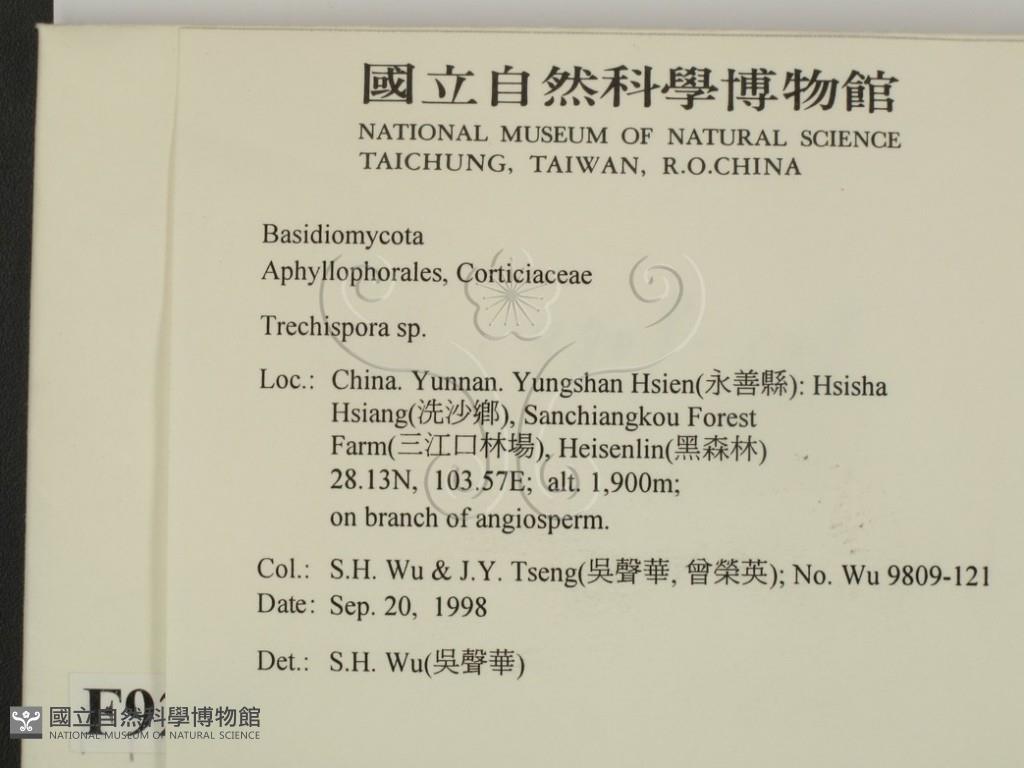 國立自然科學博物館
NATIONAL MUSEUM OF NATURAL SCIENCE
TAICHUNG, TAIWAN, R.O.CHINA
Basidiomycota
Aphyllophorales, Corticiaceae
Trechispora sp.
Loc.: China. Yunnan. Yungshan Hsien(永善縣): Hsisha
Hsiang(洗沙鄉), Sanchiangkou Forest
Farm(三江口林場), Heisenlin(黑森林)
28.13N, 103.57E; alt. 1,900m;
on branch of angiosperm.
Col.: S.H. Wu & J.Y. Tseng(吳聲華, 曾榮英); No. Wu 9809-121
Date: Sep. 20, 1998
Det.: S.H. Wu(吳聲華)
國立自然科學博物館
NATIONAL MUSEUM OF NATURAL SCIENCE